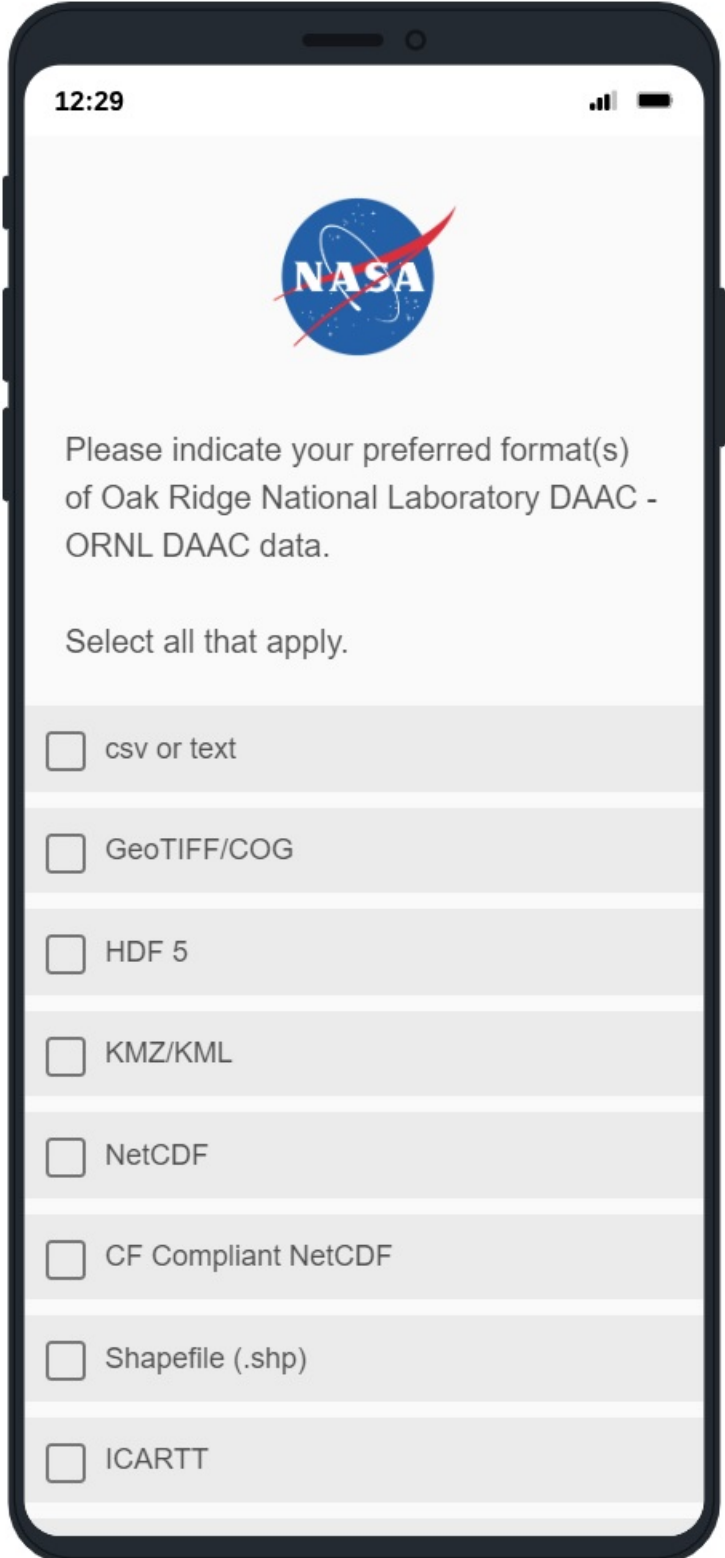 12:29
NASA
Please indicate your preferred format(s)
of Oak Ridge National Laboratory DAAC -
ORNL DAAC data.
Select all that apply.
csv or text
GeoTIFF/COG
HDF 5
KMZ/KML
NetCDF
CF Compliant NetCDF
Shapefile (.shp)
ICARTT